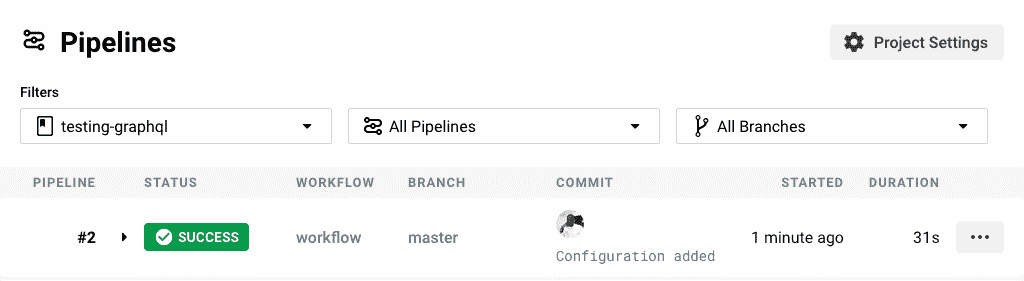 Pipelines
Project Settings
Filters
testing-graphql
All Pipelines
All Branches
PIPELINE STATUS WORKFLOW BRANCH COMMIT STARTED DURATION
#2 SUCCESS workflow master 1 minute ago 31s
Configuration added